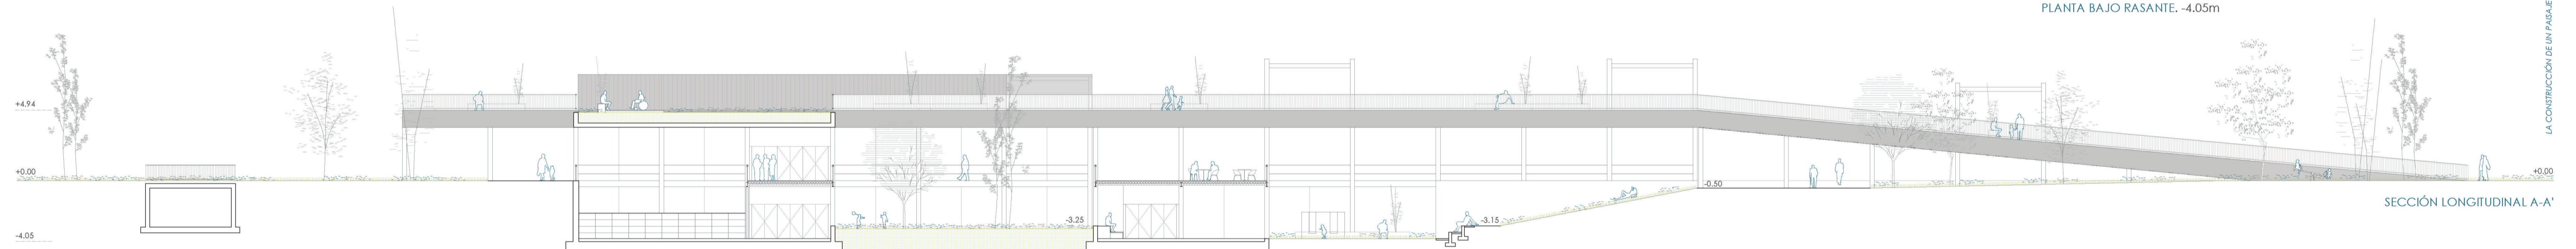 PLANTA BAJO RASANTE. -4.05m
LA CONSTRUCCIÓN DE UN PAISAJE
+4.94
+0.00
+0.00
-0.50
SECCIÓN LONGITUDINAL A-A'
-3.25
-3.15
-4.05